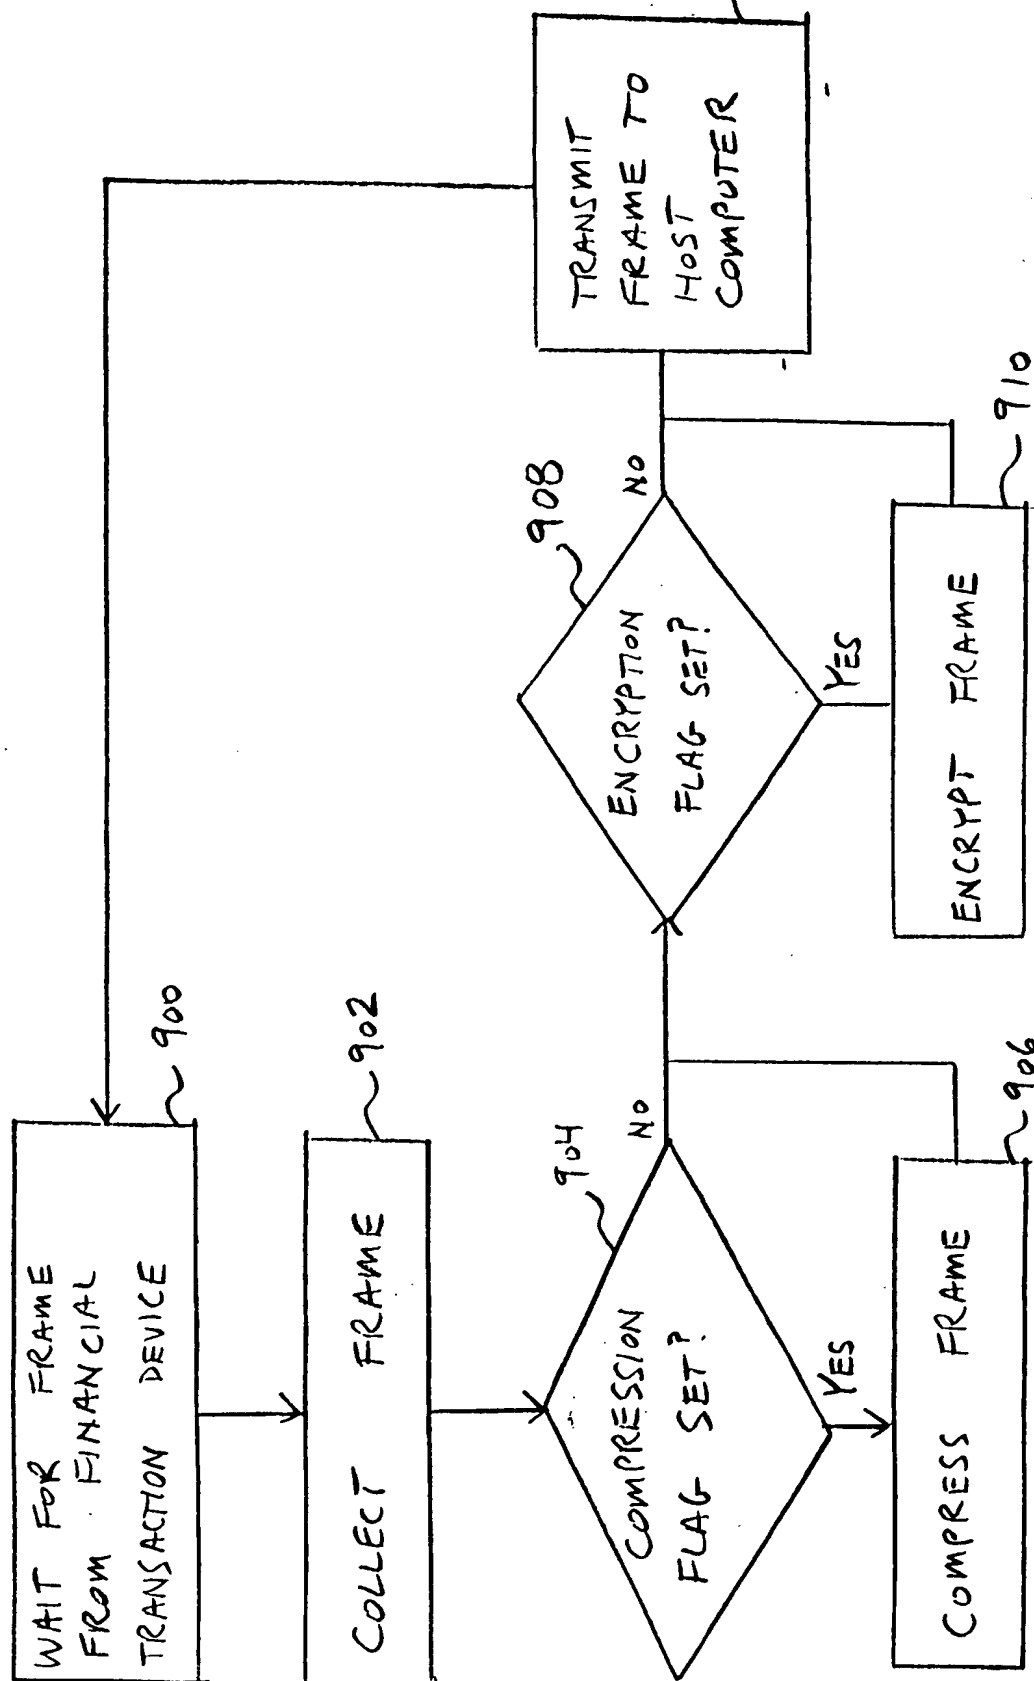 WAIT FOR FRAME
FROM FINANCIAL
TRANSACTION DEVICE
900
COLLECT FRAME
902
COMPRESSION
FLAG SET?
904
NO
YES
COMPRESS FRAME
906
ENCRYPTION
FLAG SET?
908
NO
YES
ENCRYPT FRAME
910
TRANSMIT
FRAME TO
HOST
COMPUTER